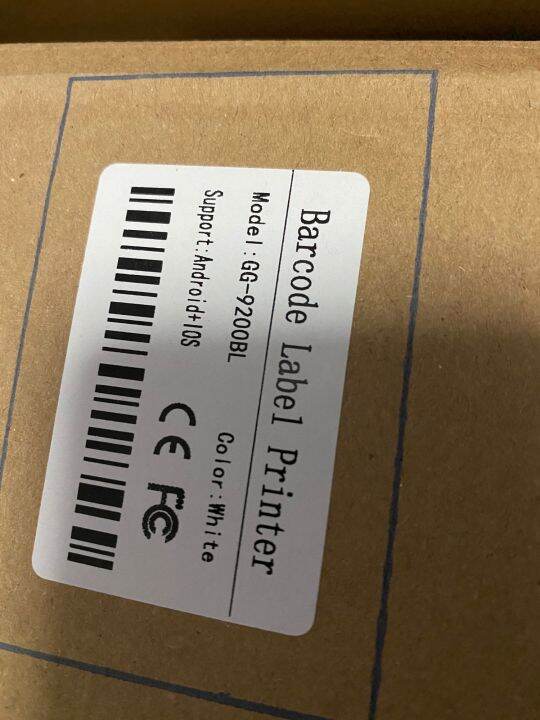 Barcode Label Printer
Model:GG-9200BL Color:White
Support:Android+IOS CE FC